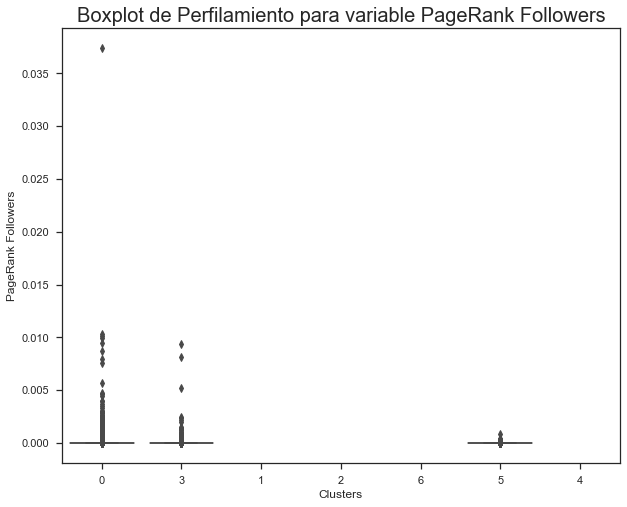 Boxplot de Perfilamiento para variable PageRank Followers
0.035
0.030
0.025
0.020
0.015
0.010
0.005
0.000
PageRank Followers
0 3 1 2 6 5 4
Clusters